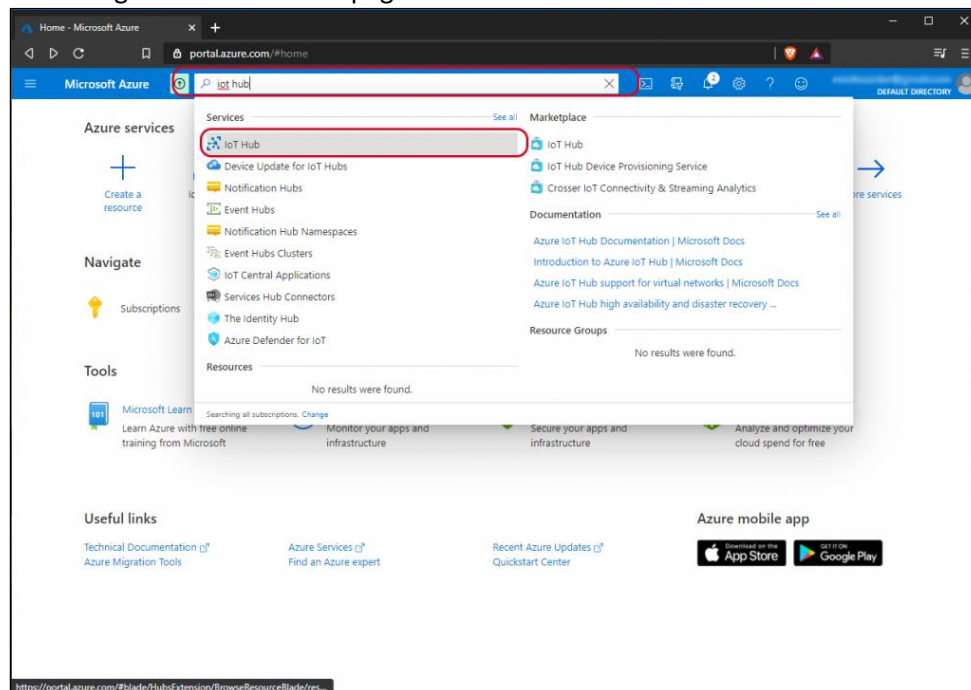 Home - Microsoft Azure
portal.azure.com/#home
Microsoft Azure
iot hub
DEFAULT DIRECTORY
Azure services
Create a
resource
Services
See all
IoT Hub
Device Update for IoT Hubs
Notification Hubs
Event Hubs
Notification Hub Namespaces
Event Hubs Clusters
IoT Central Applications
Services Hub Connectors
The Identity Hub
Azure Defender for IoT
Resources
No results were found.
Searching all subscriptions. Change
Marketplace
IoT Hub
IoT Hub Device Provisioning Service
Crosser IoT Connectivity & Streaming Analytics
Documentation
See all
Azure IoT Hub Documentation | Microsoft Docs
Introduction to Azure IoT Hub | Microsoft Docs
Azure IoT Hub support for virtual networks | Microsoft Docs
Azure IoT Hub high availability and disaster recovery ...
Resource Groups
No results were found.
services
Navigate
Subscriptions
Tools
101
Microsoft Learn
Learn Azure with free online
training from Microsoft
Monitor your apps and
infrastructure
Secure your apps and
infrastructure
Analyze and optimize your
cloud spend for free
Useful links
Technical Documentation
Azure Migration Tools
Azure Services
Find an Azure expert
Recent Azure Updates
Quickstart Center
Azure mobile app
Download on the
App Store
GET IT ON
Google Play
https://portal.azure.com/#blade/HubsExtension/BrowseResourceBlade/res...